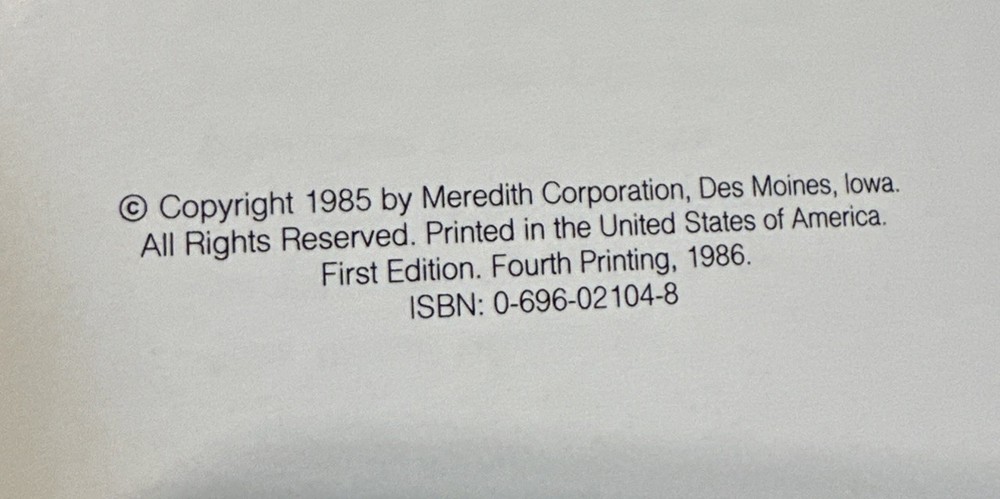 © Copyright 1985 by Meredith Corporation, Des Moines, Iowa.
All Rights Reserved. Printed in the United States of America.
First Edition. Fourth Printing, 1986.
ISBN: 0-696-02104-8